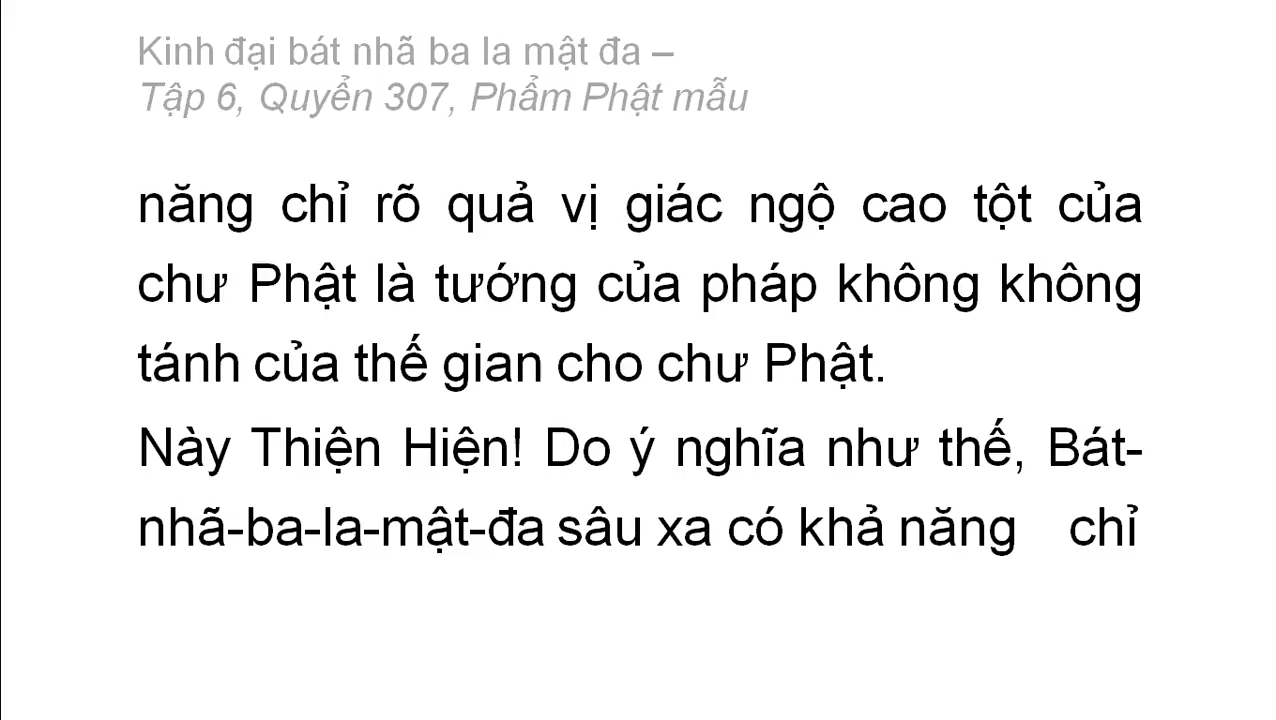 Kinh đại bát nhã ba la mật đa –
Tập 6, Quyển 307, Phẩm Phật mẫu
năng chỉ rõ quả vị giác ngộ cao tột của
chư Phật là tướng của pháp không không
tánh của thế gian cho chư Phật.
Này Thiện Hiện! Do ý nghĩa như thế, Bát-
nhã-ba-la-mật-đa sâu xa có khả năng chỉ